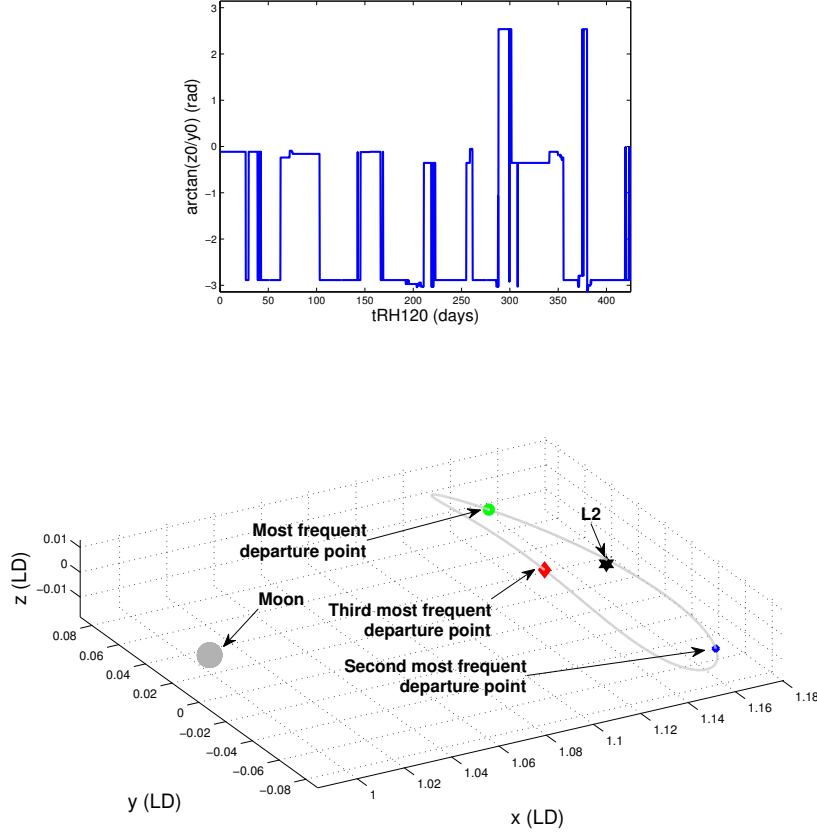 3
2
1
0
−1
−2
−3
arctan(z0/y0) (rad)
0
50
100
150
200
250
300
350
400
tRH120 (days)
Most frequent
departure point
L2
Moon
Third most frequent
departure point
Second most frequent
departure point
0.01
0
−0.01
z (LD)
0.08
0.06
0.04
0.02
0
−0.02
−0.04
−0.06
−0.08
y (LD)
1
1.02
1.04
1.06
1.08
1.1
1.12
1.14
1.16
1.18
x (LD)